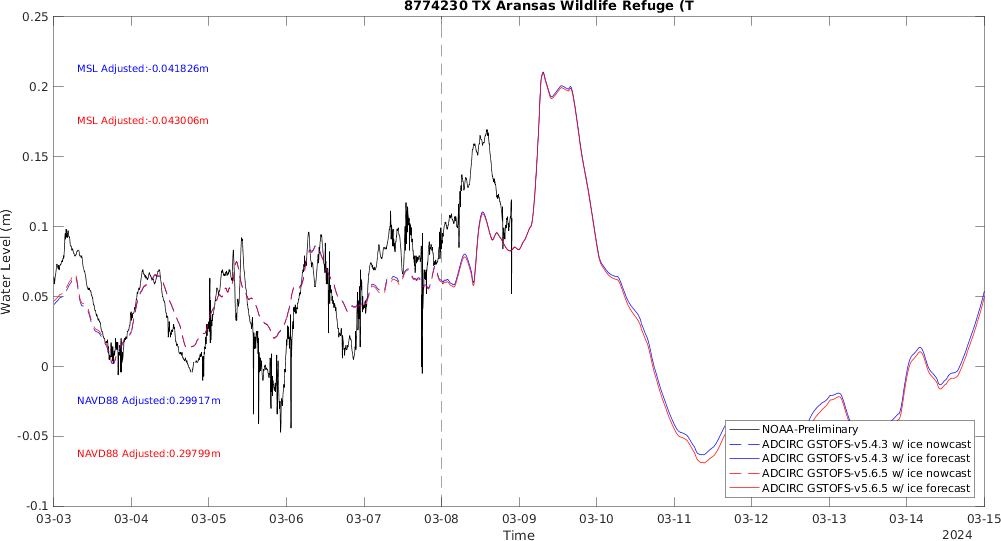 8774230 TX Aransas Wildlife Refuge (T
0.25
0.2
0.15
0.1
0.05
0
-0.05
-0.1
Water Level (m)
MSL Adjusted:-0.041826m
MSL Adjusted:-0.043006m
NAVD88 Adjusted:0.29917m
NAVD88 Adjusted:0.29799m
NOAA-Preliminary
ADCIRC GSTOFS-v5.4.3 w/ ice nowcast
ADCIRC GSTOFS-v5.4.3 w/ ice forecast
ADCIRC GSTOFS-v5.6.5 w/ ice nowcast
ADCIRC GSTOFS-v5.6.5 w/ ice forecast
03-03 03-04 03-05 03-06 03-07 03-08 03-09 03-10 03-11 03-12 03-13 03-14 03-15
Time
2024